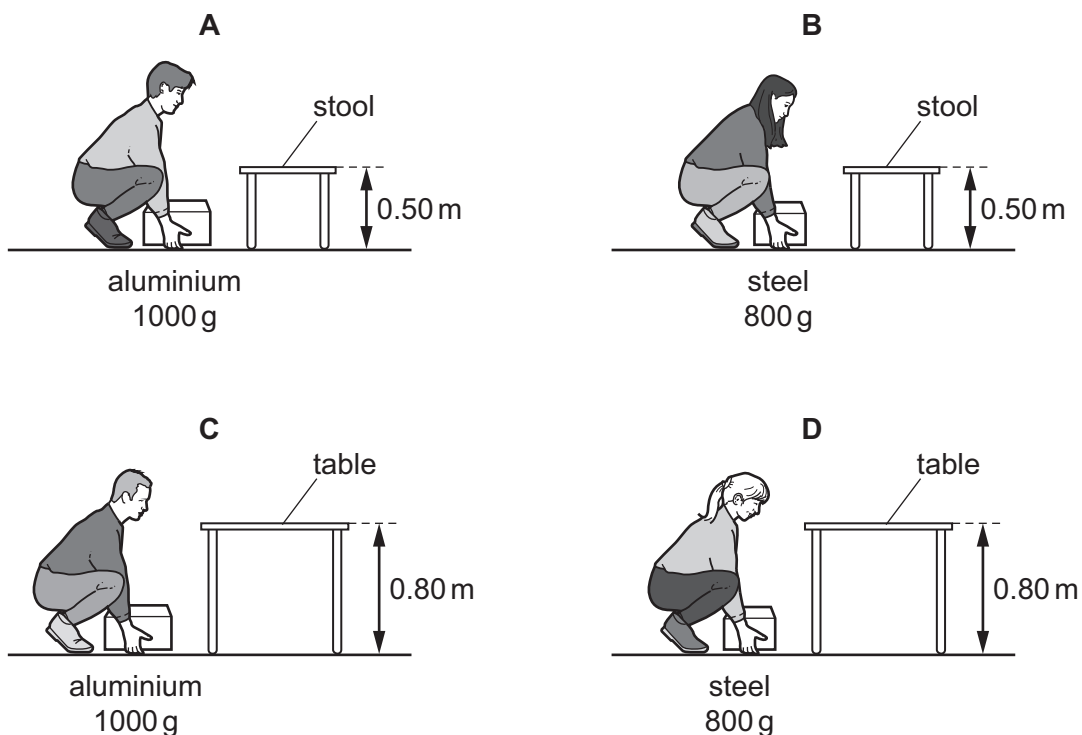 A
stool
0.50 m
aluminium
1000 g
B
stool
0.50 m
steel
800 g
C
table
0.80 m
aluminium
1000 g
D
table
0.80 m
steel
800 g